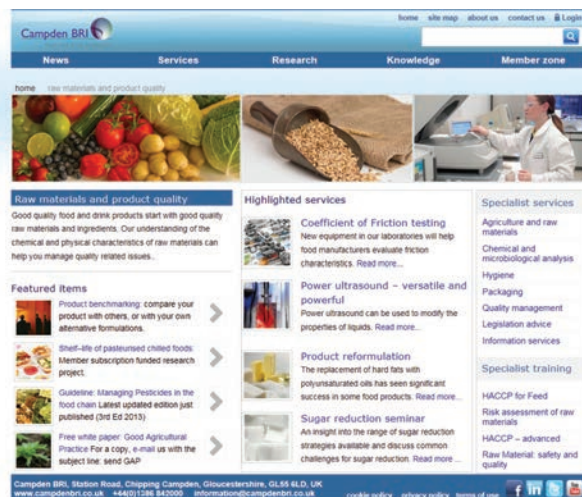 home site map about us contact us Login
Campden BRI
News Services Research Knowledge Member zone
home raw materials and product quality
Raw materials and product quality
Good quality food and drink products start with good quality
raw materials and ingredients. Our understanding of the
chemical and physical characteristics of raw materials can
help you manage quality related issues..
Featured items
Product benchmarking: compare your
product with others, or with your own
alternative formulations.
Shelf-life of pasteurised chilled foods:
Member subscription funded research
project.
Guideline: Managing Pesticides in the
food chain Latest updated edition just
published (3rd Ed 2013)
Free white paper: Good Agricultural
Practice For a copy, e-mail us with the
subject line: send GAP
Highlighted services
Coefficient of Friction testing
New equipment in our laboratories will help
food manufacturers evaluate friction
characteristics. Read more...
Power ultrasound – versatile and
powerful
Power ultrasound can be used to modify the
properties of liquids. Read more...
Product reformulation
The replacement of hard fats with
polyunsaturated oils has seen significant
success in some food products. Read more...
Sugar reduction seminar
An insight into the range of sugar reduction
strategies available and discuss common
challenges for sugar reduction. Read more...
Specialist services
Agriculture and raw
materials
Chemical and
microbiological analysis
Hygiene
Packaging
Quality management
Legislation advice
Information services
Specialist training
HACCP for Feed
Risk assessment of raw
materials
HACCP – advanced
Raw Material: safety and
quality
Campden BRI, Station Road, Chipping Campden, Gloucestershire, GL55 6LD, UK
www.campdenbri.co.uk +44(0)1386 842000 information@campdenbri.co.uk
cookie policy privacy policy terms of use